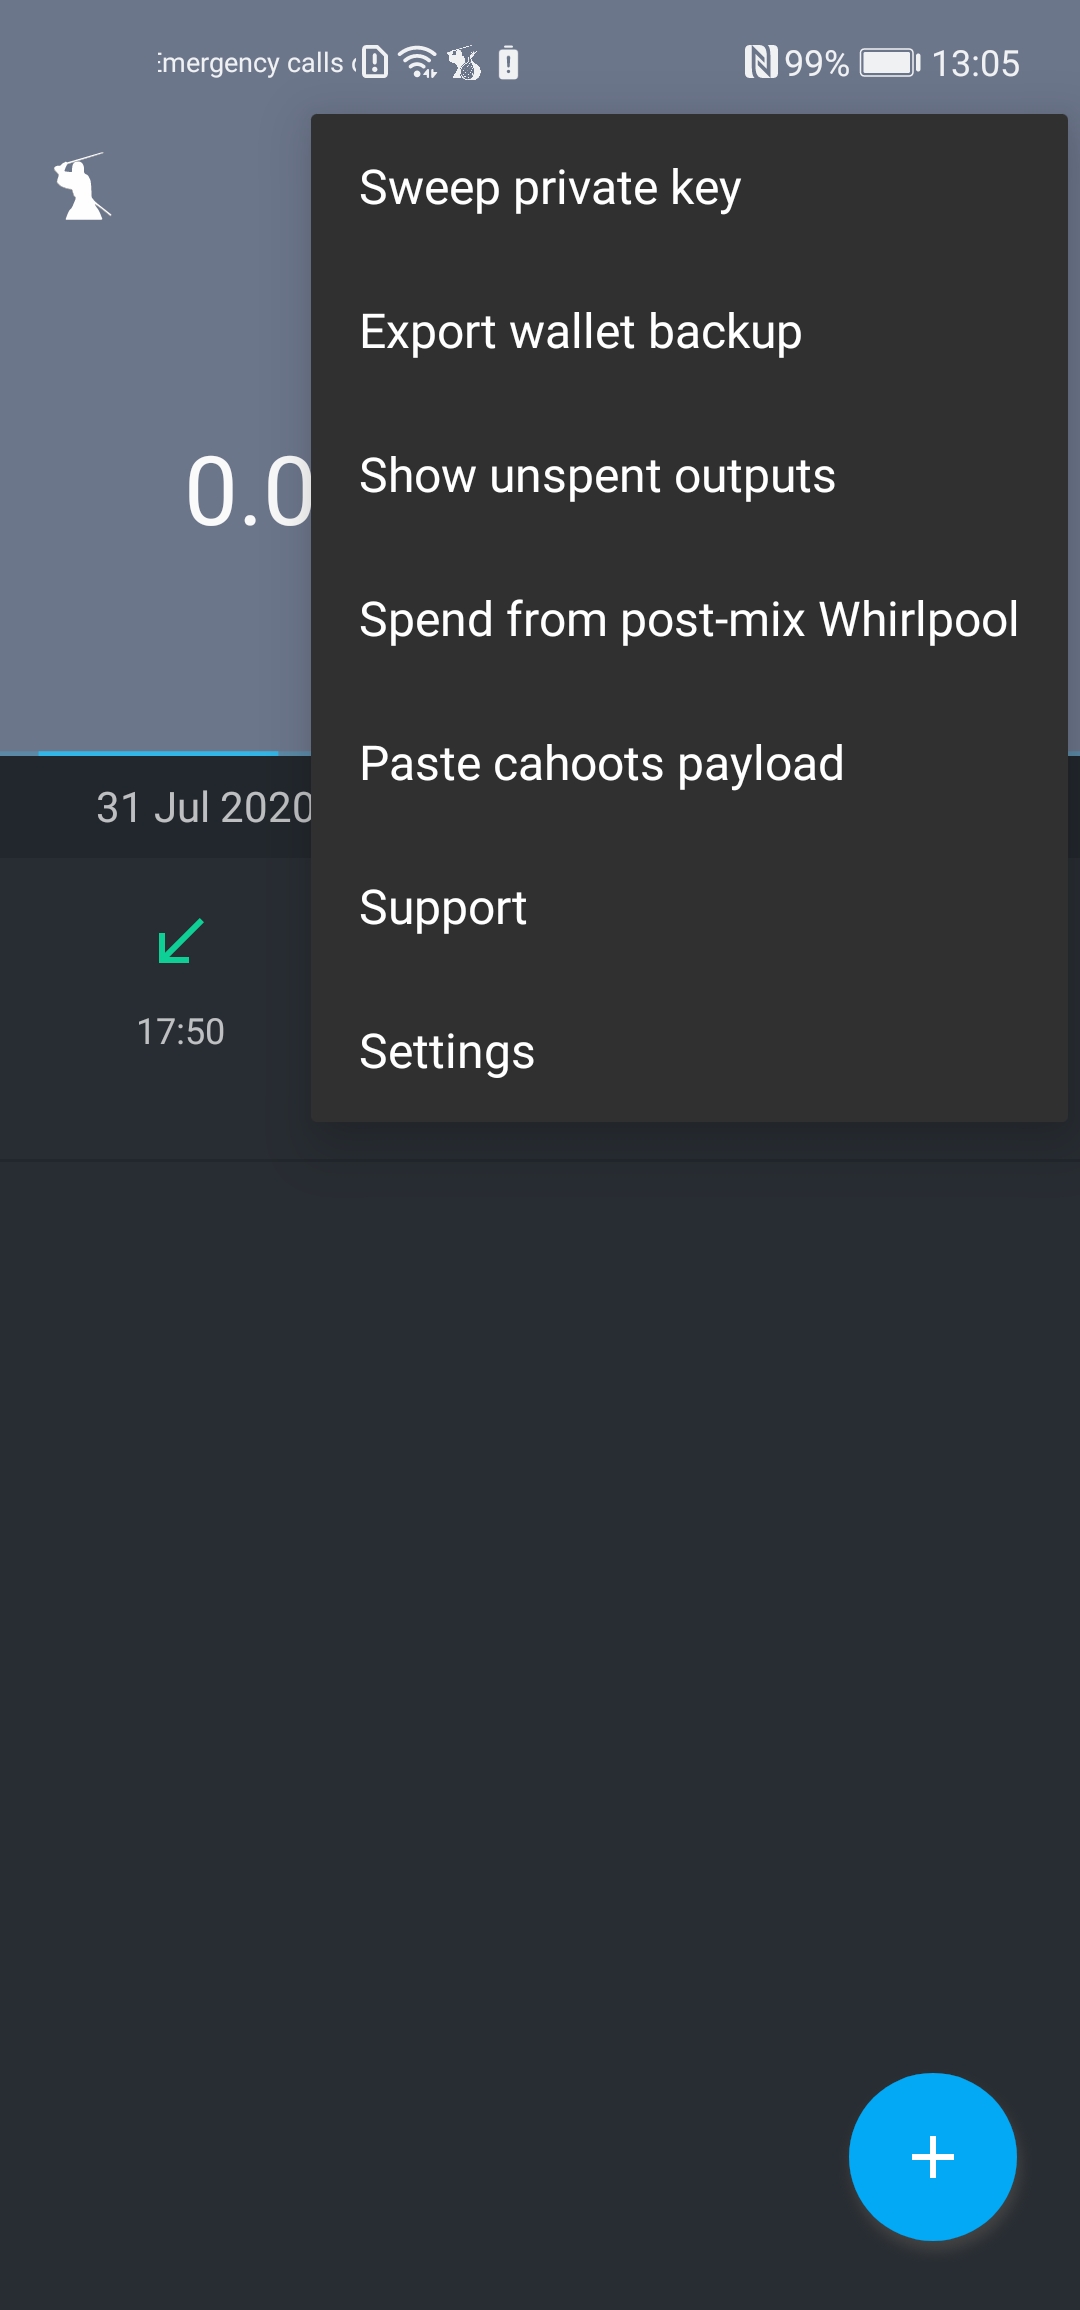 mergency calls
99%
13:05
Sweep private key
Export wallet backup
Show unspent outputs
0.0
Spend from post-mix Whirlpool
Paste cahoots payload
31 Jul 2020
Support
17:50
Settings